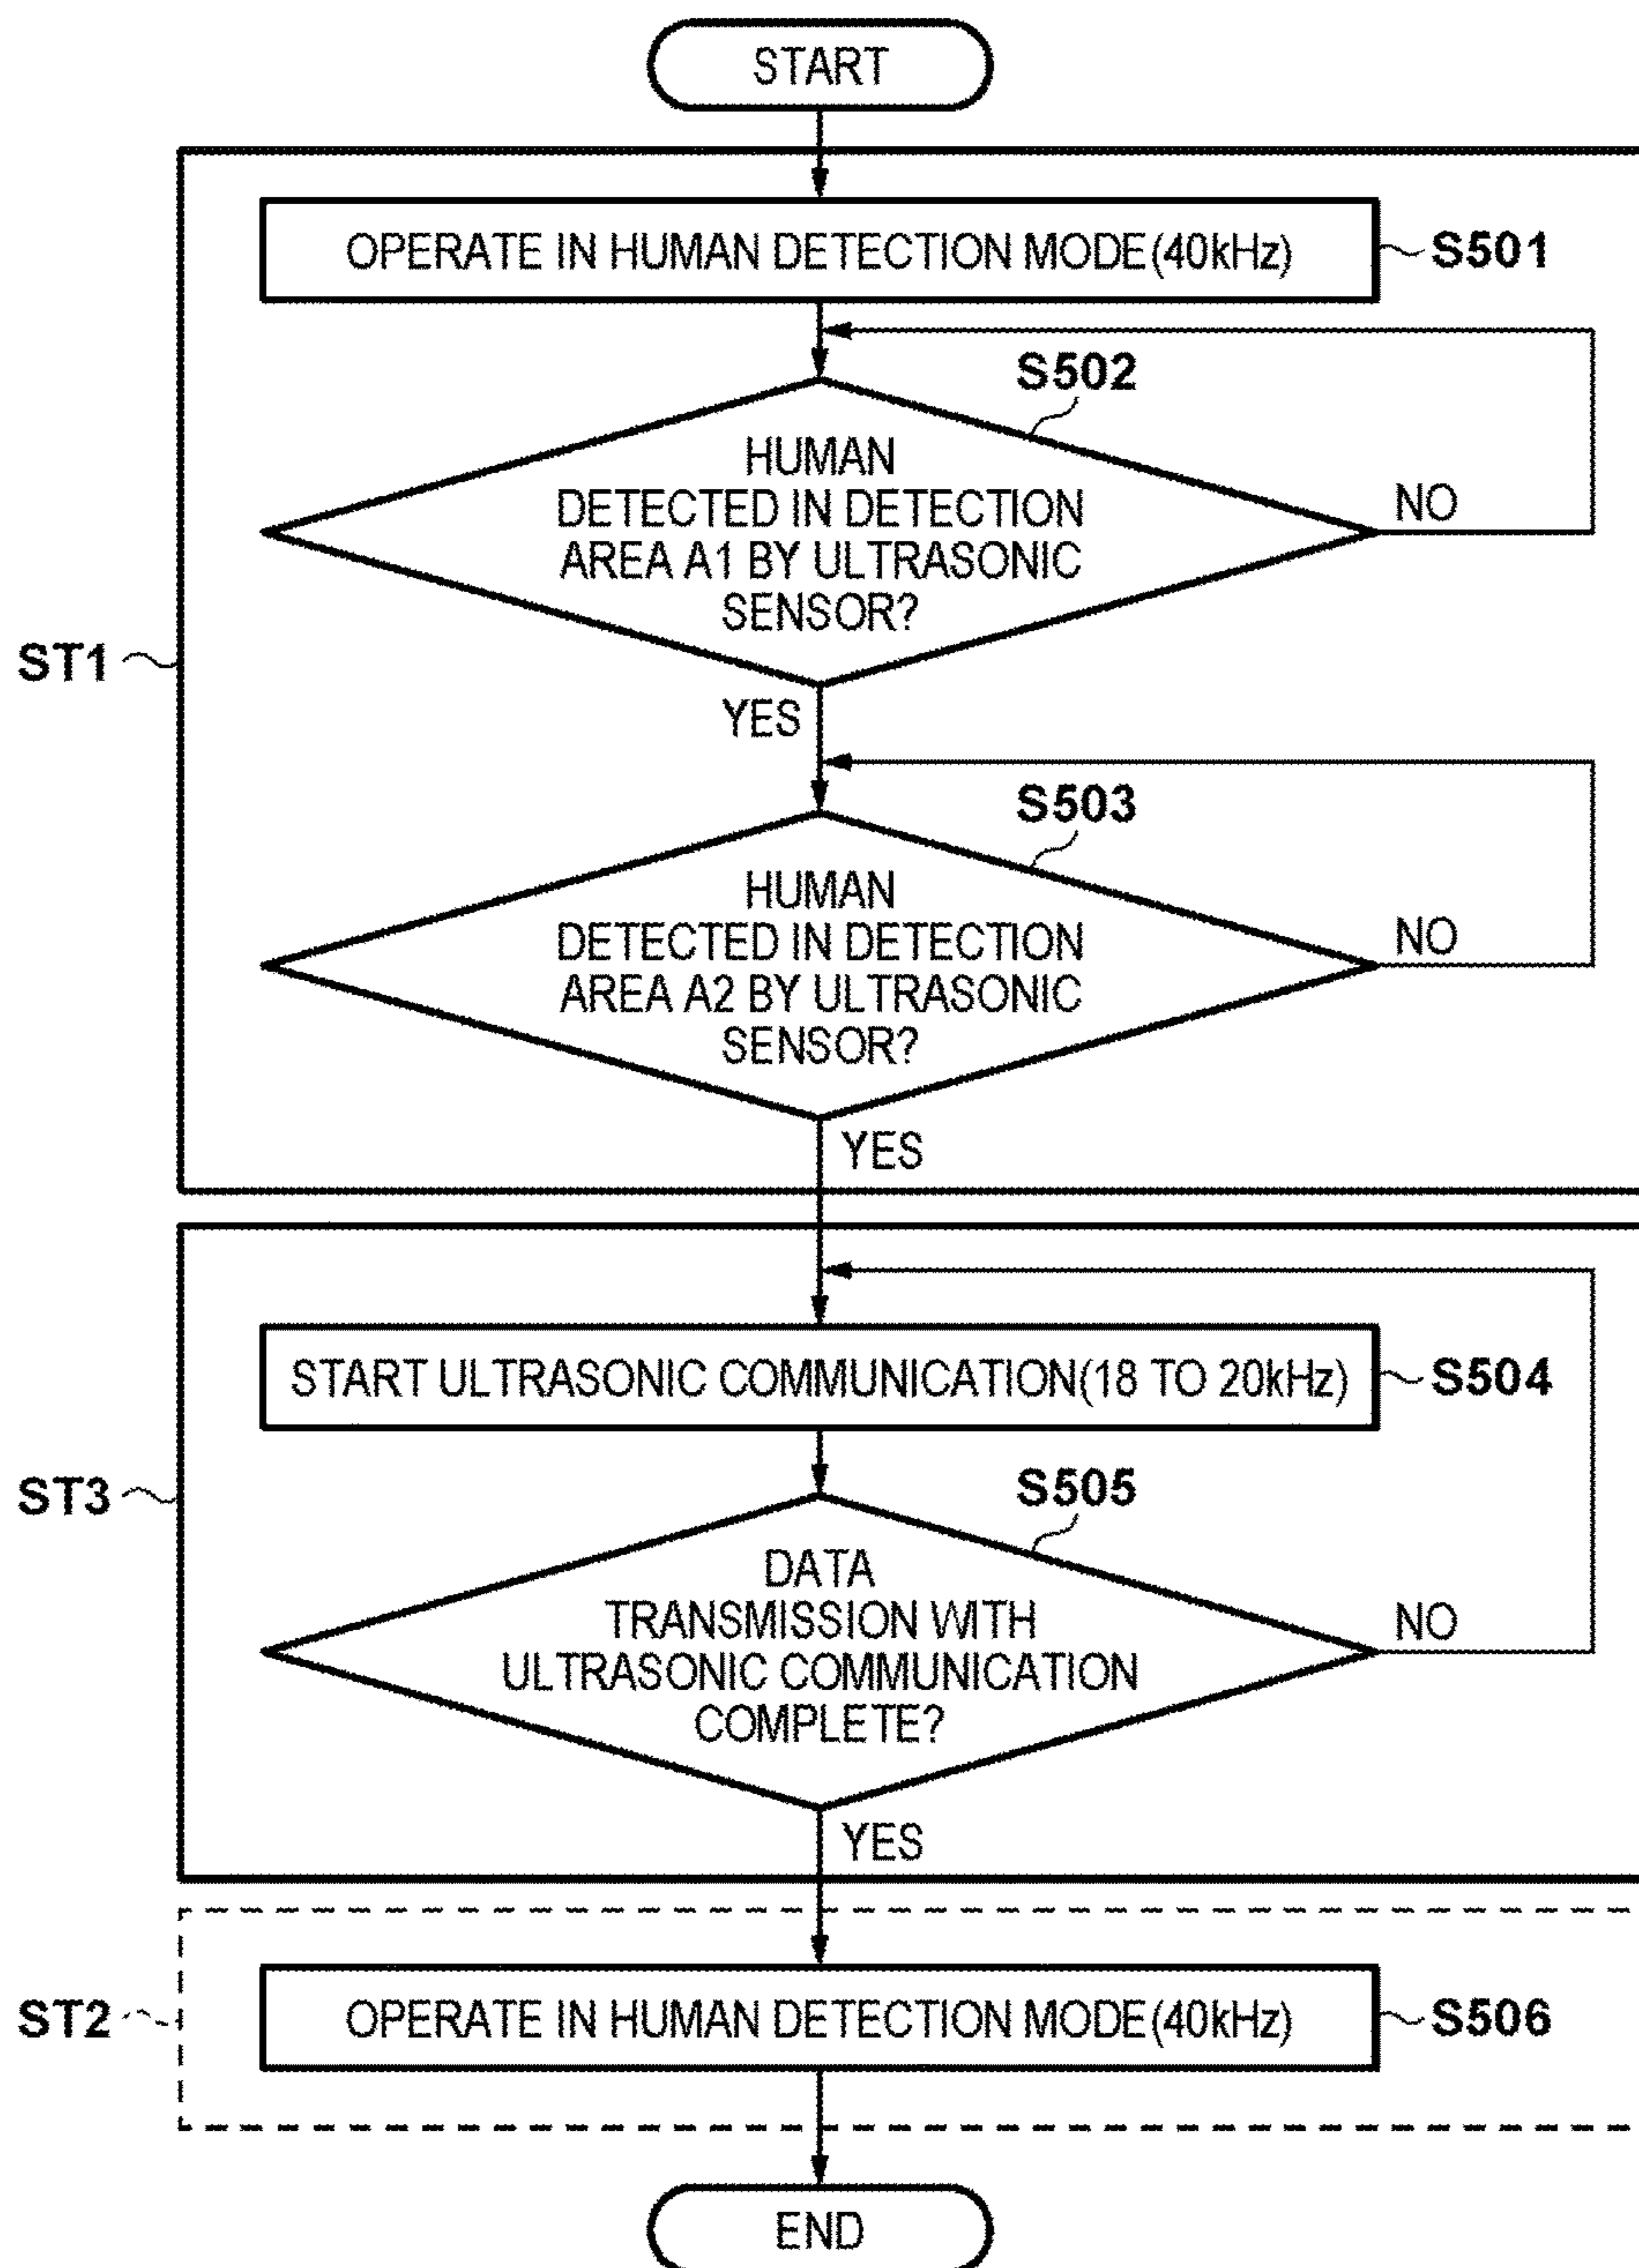 START
OPERATE IN HUMAN DETECTION MODE(40kHz)
S501
S502
HUMAN
DETECTED IN DETECTION
AREA A1 BY ULTRASONIC
SENSOR?
NO
ST1
YES
S503
HUMAN
DETECTED IN DETECTION
AREA A2 BY ULTRASONIC
SENSOR?
NO
YES
START ULTRASONIC COMMUNICATION(18 TO 20kHz)
S504
ST3
S505
DATA
TRANSMISSION WITH
ULTRASONIC COMMUNICATION
COMPLETE?
NO
YES
ST2
OPERATE IN HUMAN DETECTION MODE(40kHz)
S506
END